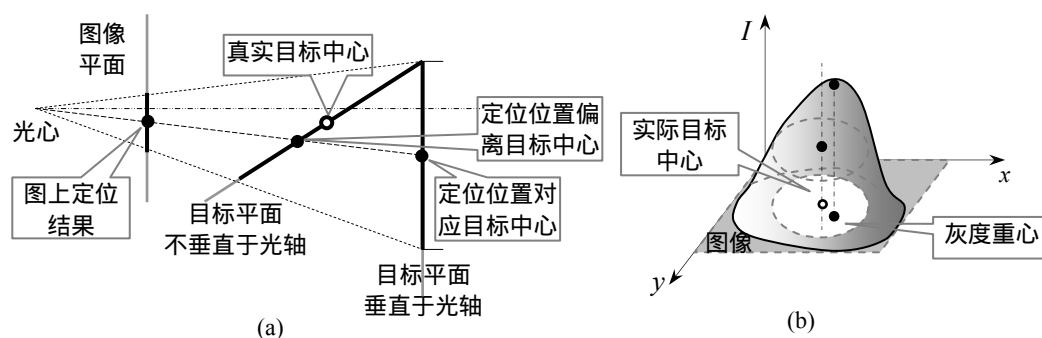 图像
平面
真实目标中心
光心
定位位置偏
离目标中心
图上定位
结果
目标平面
不垂直于光轴
定位位置对
应目标中心
目标平面
垂直于光轴
(a)
I
实际目标
中心
x
图像
灰度重心
y
(b)